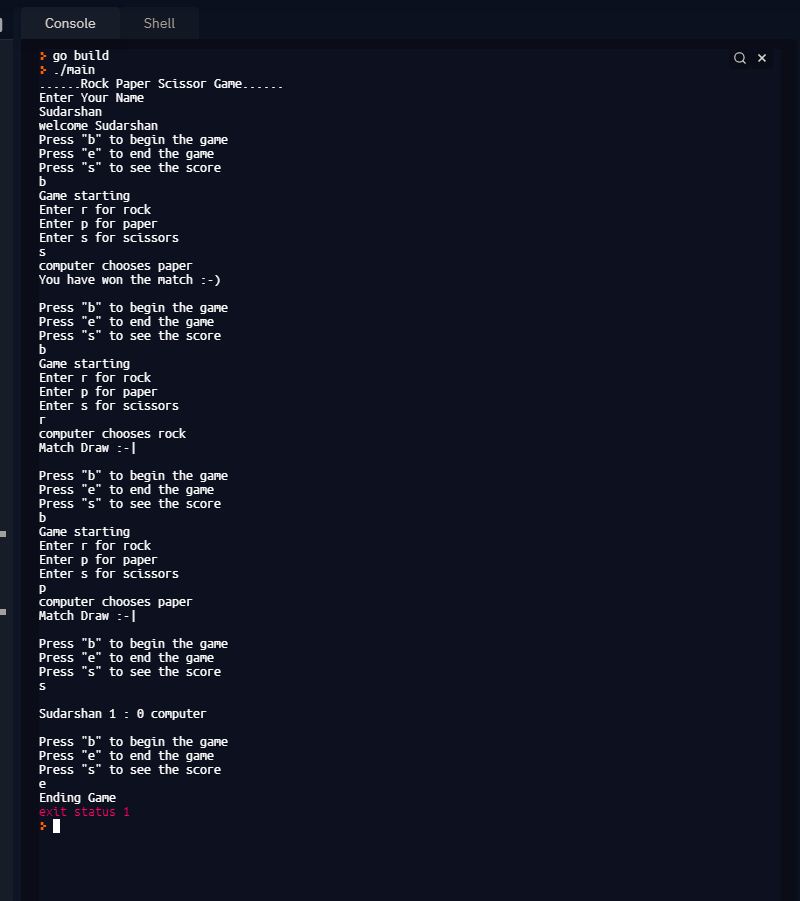 Console
Shell
go build
./main
......Rock Paper Scissor Game......
Enter Your Name
Sudarshan
welcome Sudarshan
Press "b" to begin the game
Press "e" to end the game
Press "s" to see the score
b
Game starting
Enter r for rock
Enter p for paper
Enter s for scissors
s
computer chooses paper
You have won the match :-)
Press "b" to begin the game
Press "e" to end the game
Press "s" to see the score
b
Game starting
Enter r for rock
Enter p for paper
Enter s for scissors
r
computer chooses rock
Match Draw :-|
Press "b" to begin the game
Press "e" to end the game
Press "s" to see the score
b
Game starting
Enter r for rock
Enter p for paper
Enter s for scissors
p
computer chooses paper
Match Draw :-|
Press "b" to begin the game
Press "e" to end the game
Press "s" to see the score
s
Sudarshan 1 : 0 computer
Press "b" to begin the game
Press "e" to end the game
Press "s" to see the score
e
Ending Game
exit status 1